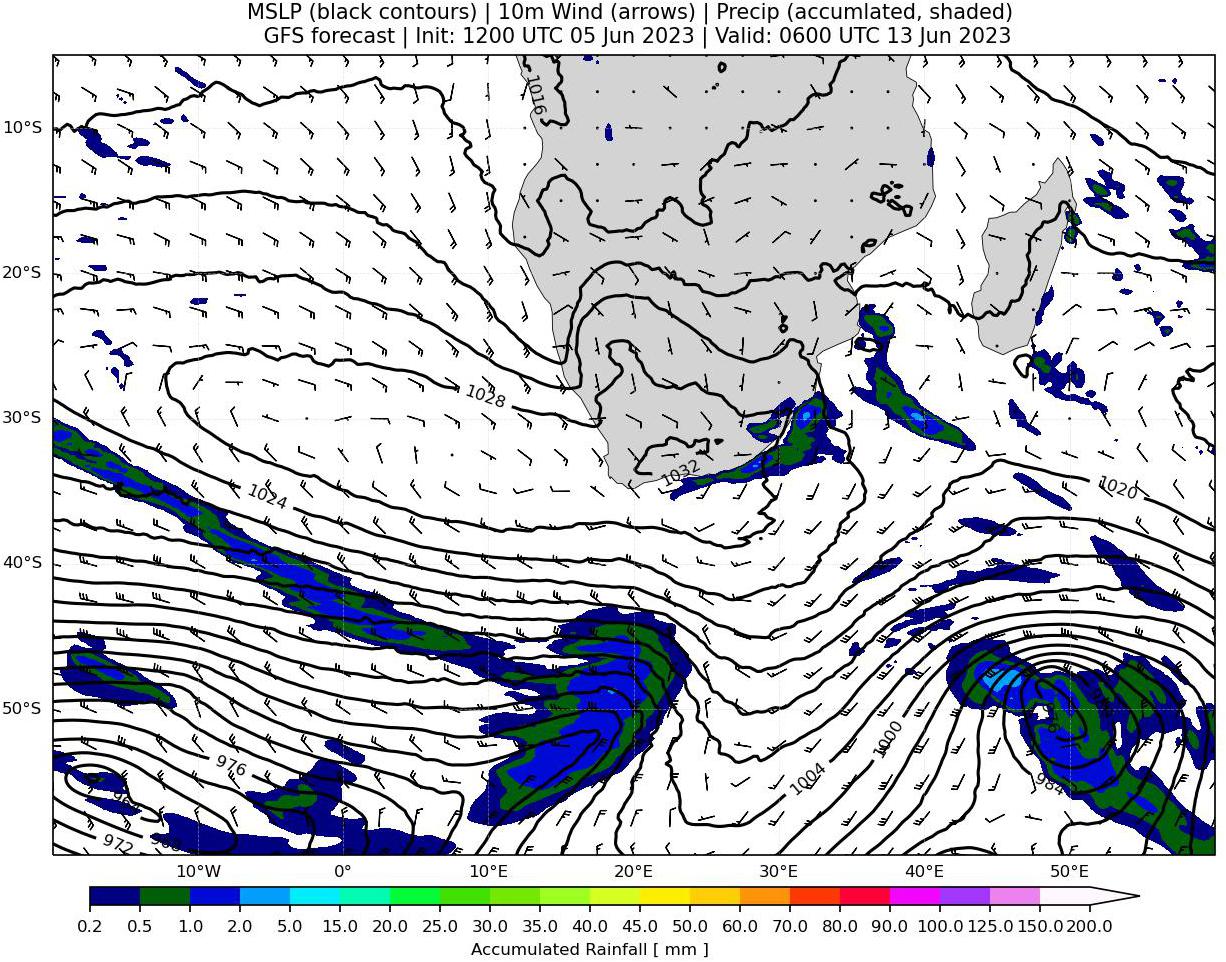 MSLP (black contours) | 10m Wind (arrows) | Precip (accumlated, shaded)
GFS forecast | Init: 1200 UTC 05 Jun 2023 | Valid: 0600 UTC 13 Jun 2023
1016
10°S
20°S
1028
30°S
1032
1024
1020
40°S
50°S
976
1000
1004
984
976
972
10°W 0° 10°E 20°E 30°E 40°E 50°E
0.2 0.5 1.0 2.0 5.0 10.0 15.0 20.0 25.0 30.0 35.0 40.0 45.0 50.0 60.0 70.0 80.0 90.0 100.0 125.0 150.0 200.0
Accumulated Rainfall [ mm ]